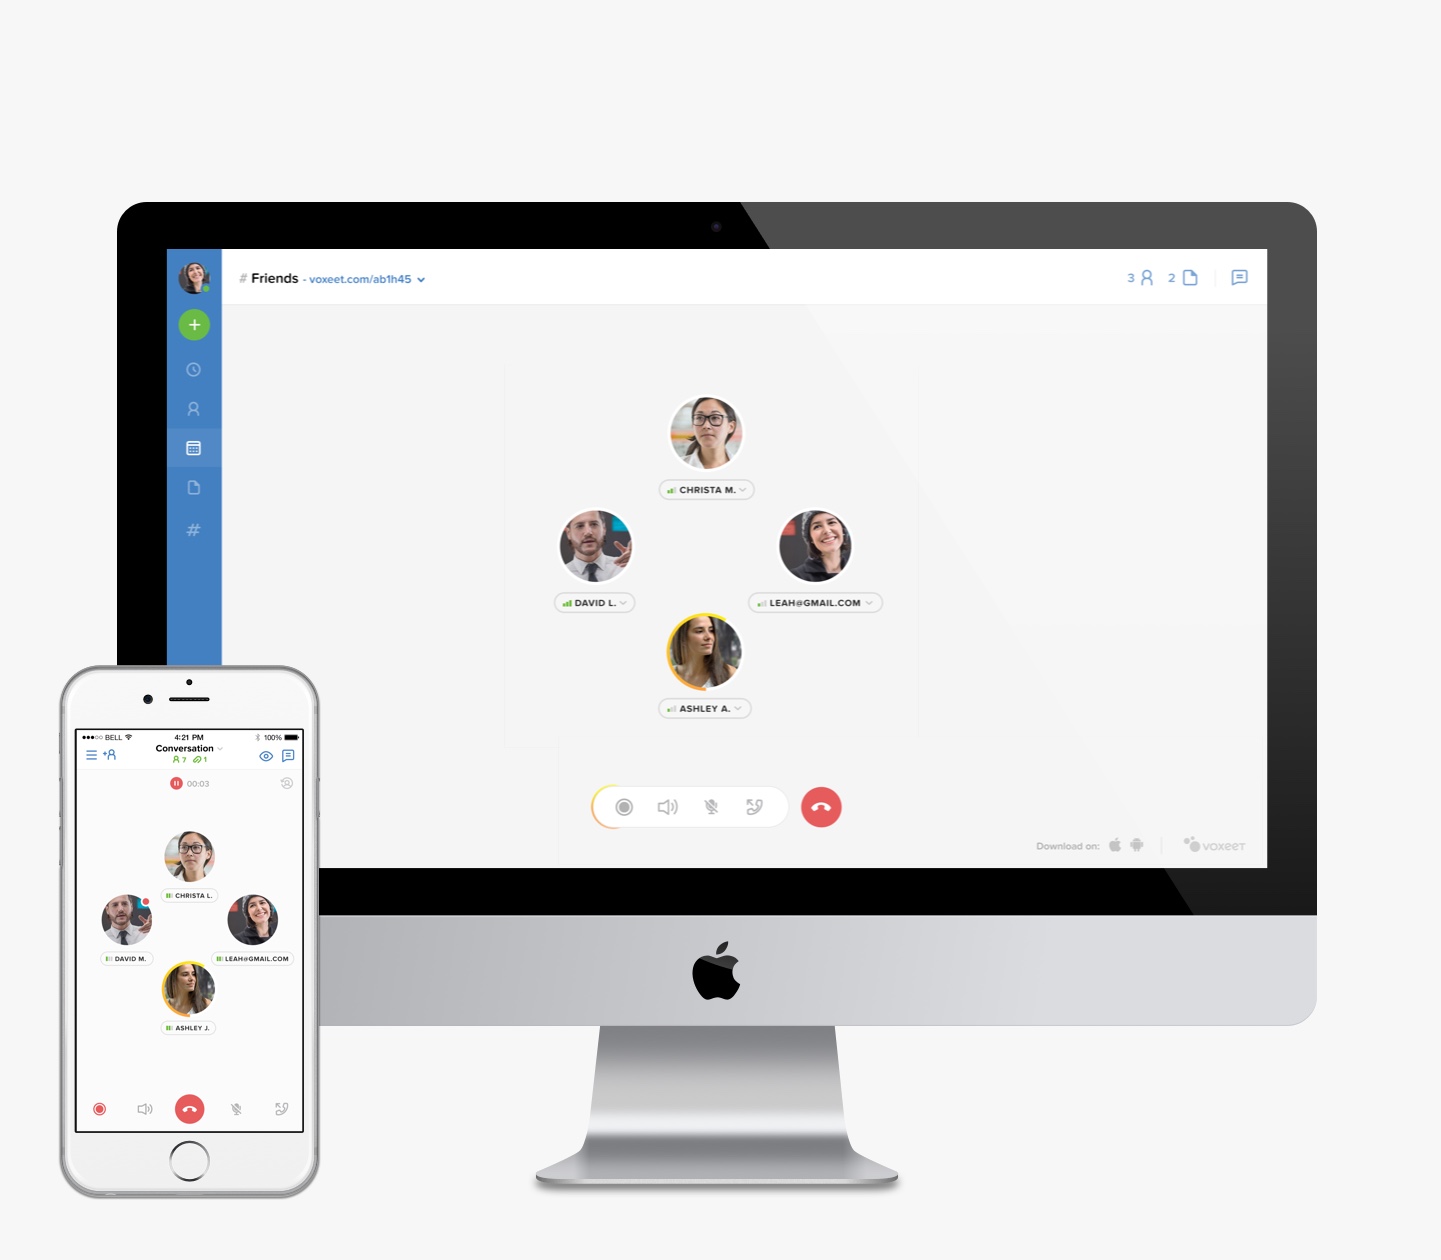 # Friends - voxeet.com/ab1h45
3
2
CHRISTA M.
DAVID L.
LEAH@GMAIL.COM
ASHLEY A.
Download on:
voxeet
BELL
4:21 PM
100%
Conversation
7
1
00:03
CHRISTA L.
DAVID M.
LEAH@GMAIL.COM
ASHLEY J.